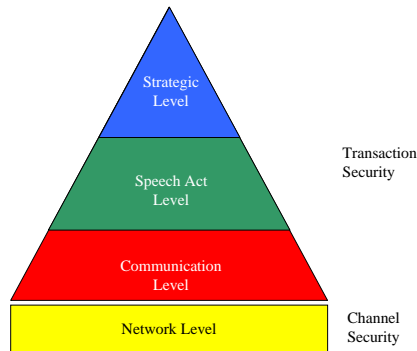 Strategic
Level
Transaction
Security
Speech Act
Level
Communication
Level
Network Level
Channel
Security